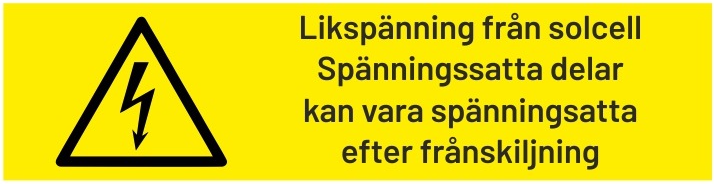 Likspänning från solcell
Spänningssatta delar
kan vara spänningsatta
efter frånskiljning